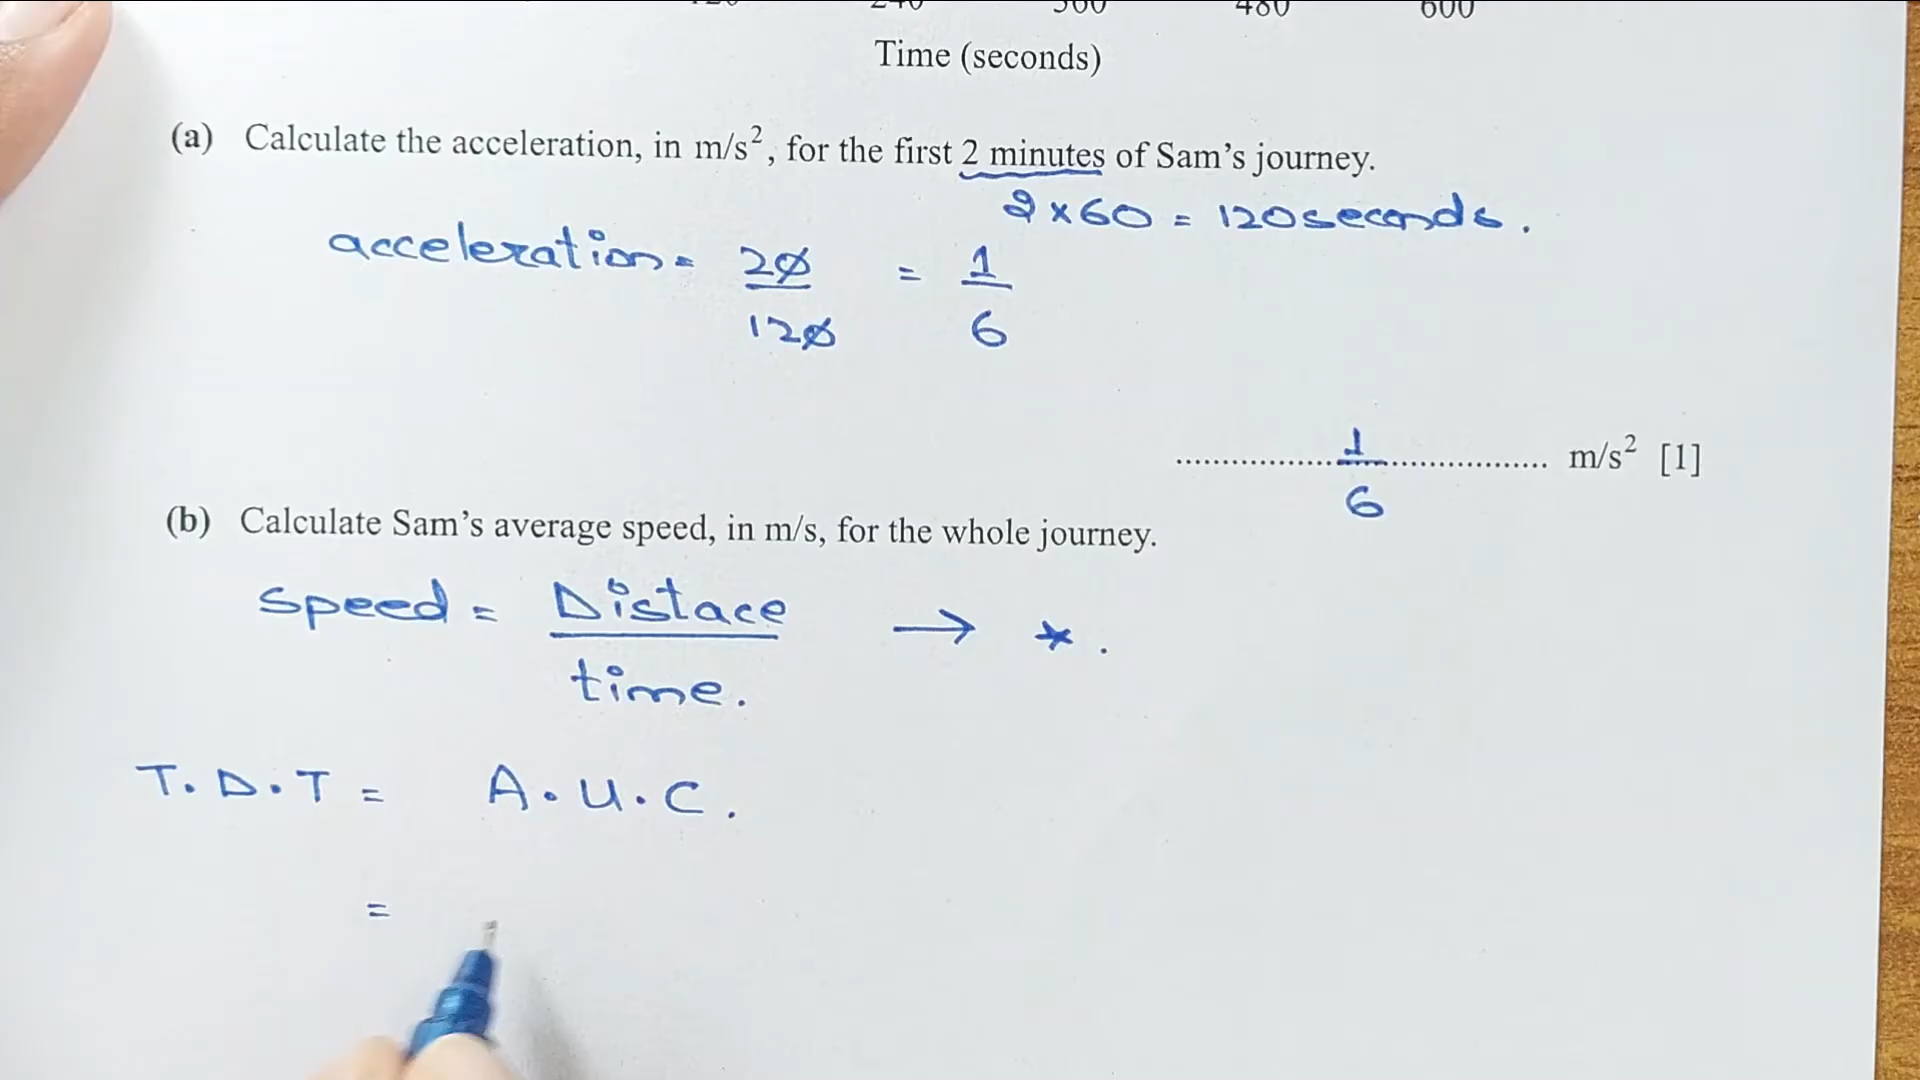 480 600
Time (seconds)
(a) Calculate the acceleration, in m/s², for the first 2 minutes of Sam's journey.
2 × 60 = 120 seconds.
acceleration = 20/120 = 1/6
1/6 m/s² [1]
(b) Calculate Sam's average speed, in m/s, for the whole journey.
Speed = Distace/time. → *.
T.D.T = A.U.C.
=